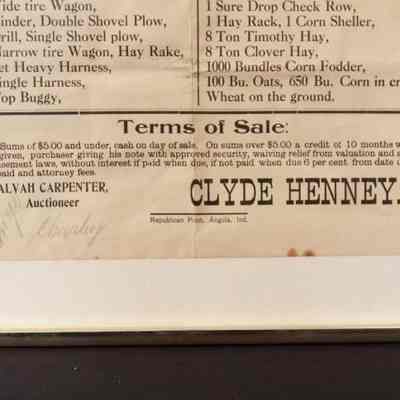 ide tire Wagon,
inder, Double Shovel Plow,
rill, Single Shovel plow,
arrow tire Wagon, Hay Rake,
et Heavy Harness,
ingle Harness,
op Buggy,
1 Sure Drop Check Row,
1 Hay Rack, 1 Corn Sheller,
8 Ton Timothy Hay,
8 Ton Clover Hay,
1000 Bundles Corn Fodder,
100 Bu. Oats, 650 Bu. Corn in cr
Wheat on the ground.
Terms of Sale:
Sums of $5.00 and under, cash on day of sale. On sums over $5.00 a credit of 10 months w
given, purchaser giving his note with approved security, waiving relief from valuation and a
isement laws, without interest if paid when due, if not paid when due 6 per cent. from date o
paid and attorney fees.
ALVAH CARPENTER,
Auctioneer
CLYDE HENNEY.
Republican Print, Angola, Ind.